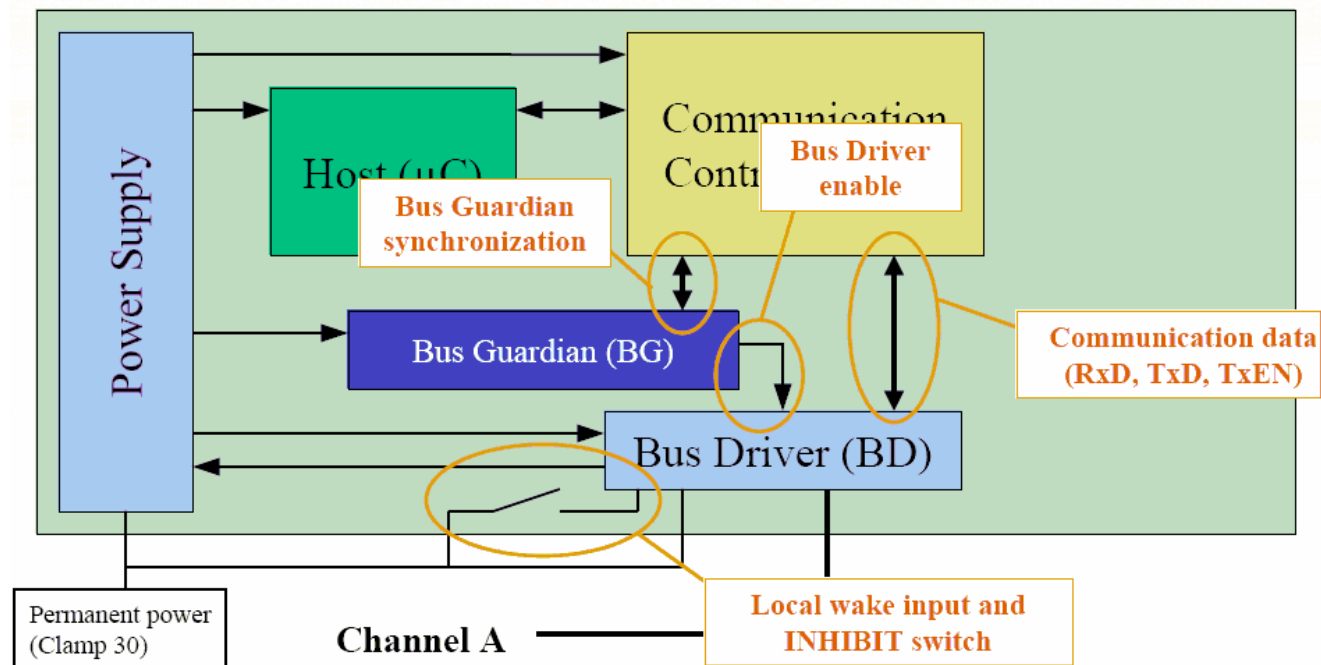 Power Supply
Communication
Contr
Bus Driver
enable
Host (µC)
Bus Guardian
synchronization
Bus Guardian (BG)
Communication data
(RxD, TxD, TxEN)
Bus Driver (BD)
Permanent power
(Clamp 30)
Channel A
Local wake input and
INHIBIT switch